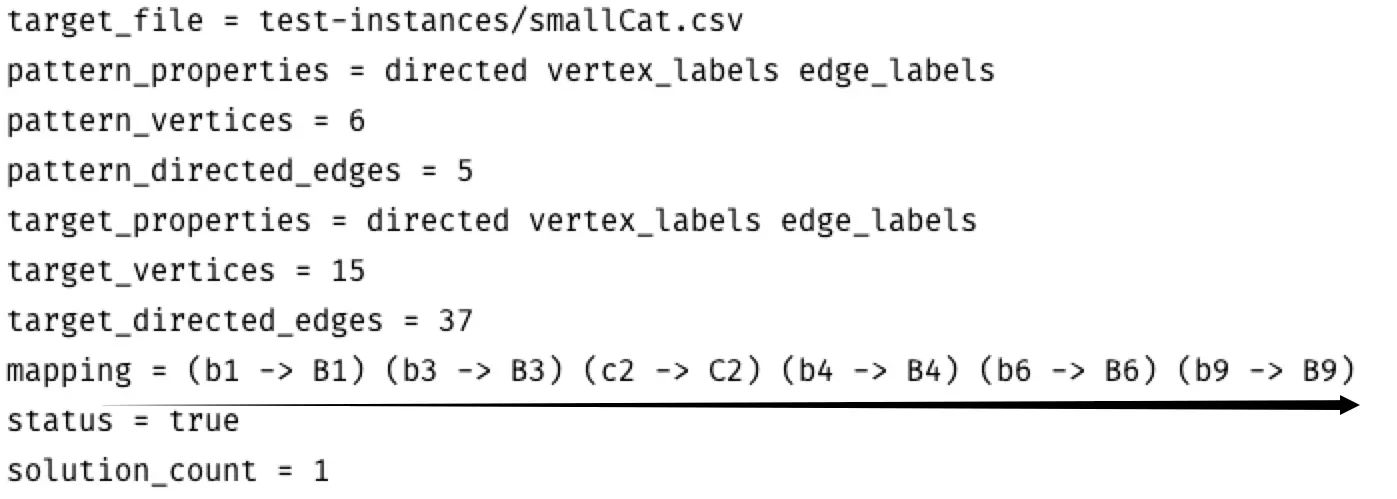 target_file = test-instances/smallCat.csv
pattern_properties = directed vertex_labels edge_labels
pattern_vertices = 6
pattern_directed_edges = 5
target_properties = directed vertex_labels edge_labels
target_vertices = 15
target_directed_edges = 37
mapping = (b1 -> B1) (b3 -> B3) (c2 -> C2) (b4 -> B4) (b6 -> B6) (b9 -> B9)
status = true
solution_count = 1